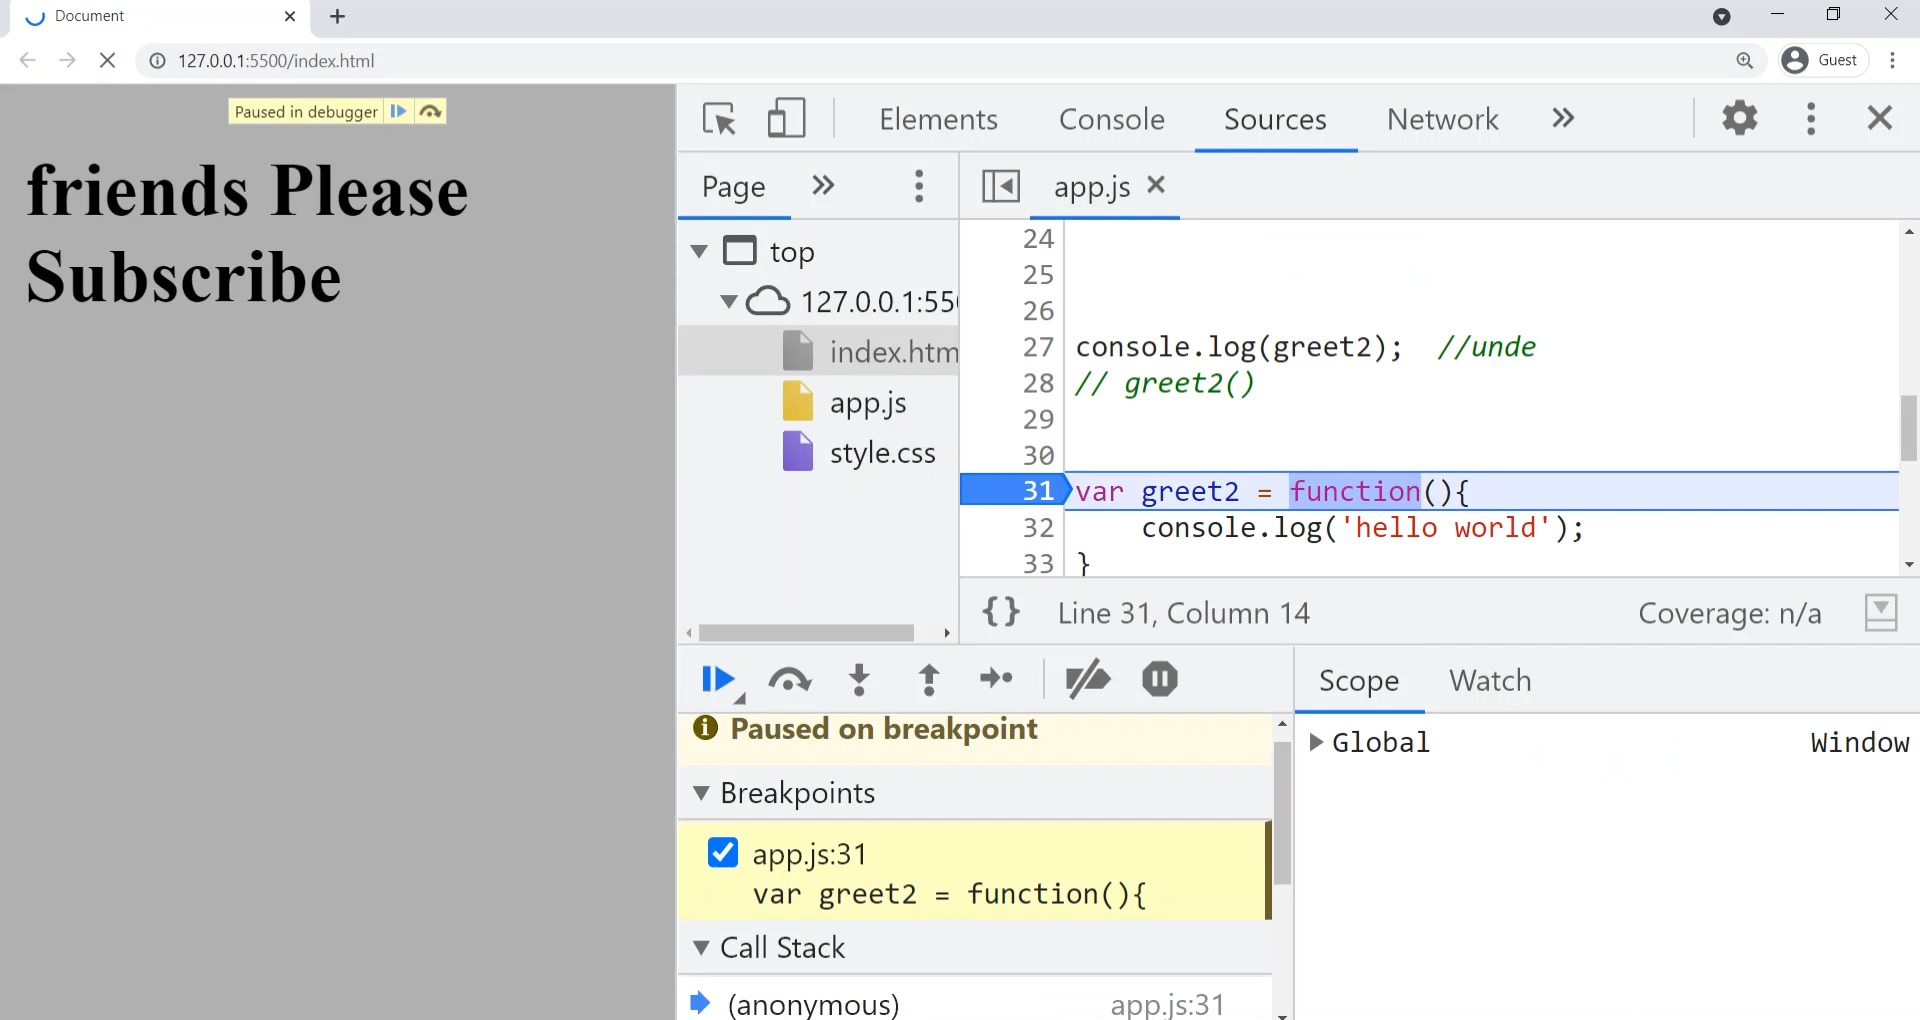 Document
127.0.0.1:5500/index.html
Guest
Paused in debugger
friends Please
Subscribe
Elements Console Sources Network
Page
app.js
top
127.0.0.1:550
index.htm
app.js
style.css
24
25
26
27 console.log(greet2); //unde
28 // greet2()
29
30
31 var greet2 = function(){
32 console.log('hello world');
33 }
{} Line 31, Column 14 Coverage: n/a
Paused on breakpoint
Breakpoints
app.js:31
var greet2 = function(){
Call Stack
(anonymous) app.js:31
Scope Watch
Global Window